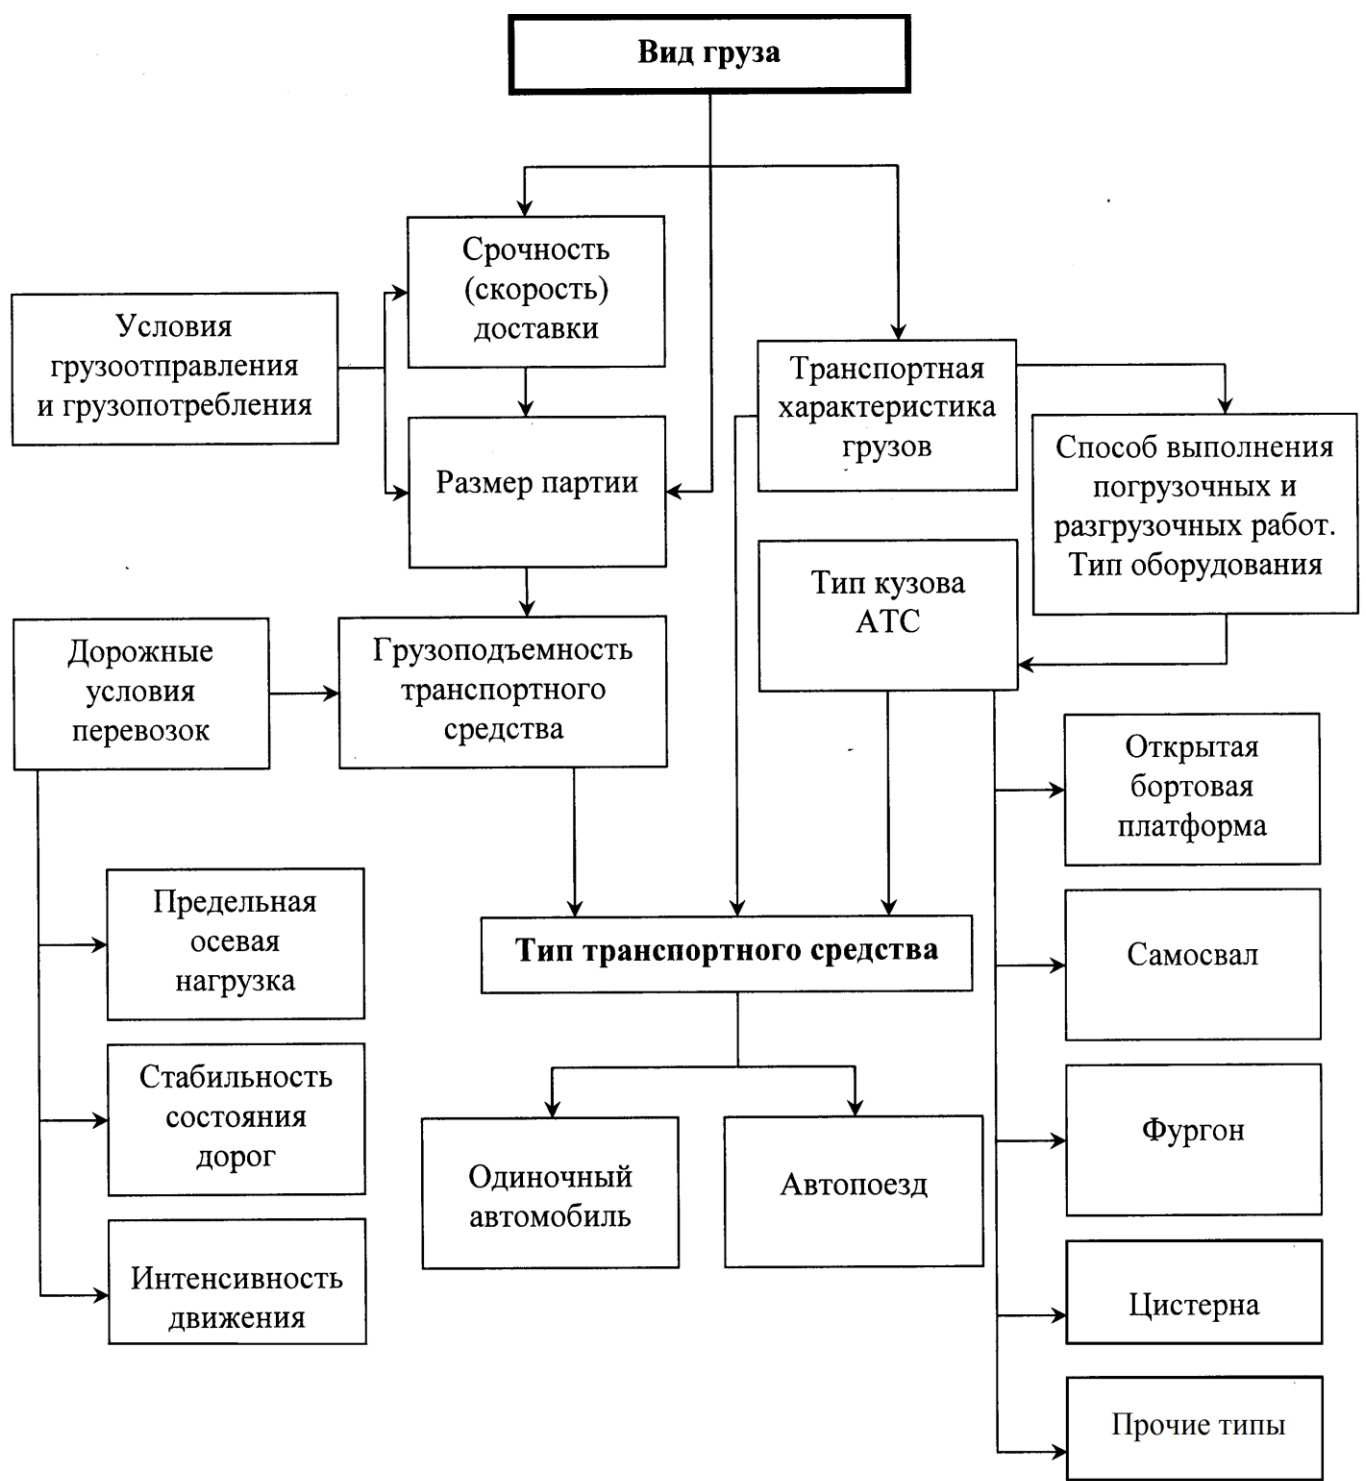 Вид груза
Срочность
(скорость)
доставки
Условия
грузоотправления
и грузопотребления
Транспортная
характеристика
грузов
Размер партии
Способ выполнения
погрузочных и
разгрузочных работ.
Тип оборудования
Тип кузова
АТС
Дорожные
условия
перевозок
Грузоподъемность
транспортного
средства
Открытая
бортовая
платформа
Предельная
осевая
нагрузка
Тип транспортного средства
Самосвал
Стабильность
состояния
дорог
Одиночный
автомобиль
Автопоезд
Фургон
Интенсивность
движения
Цистерна
Прочие типы